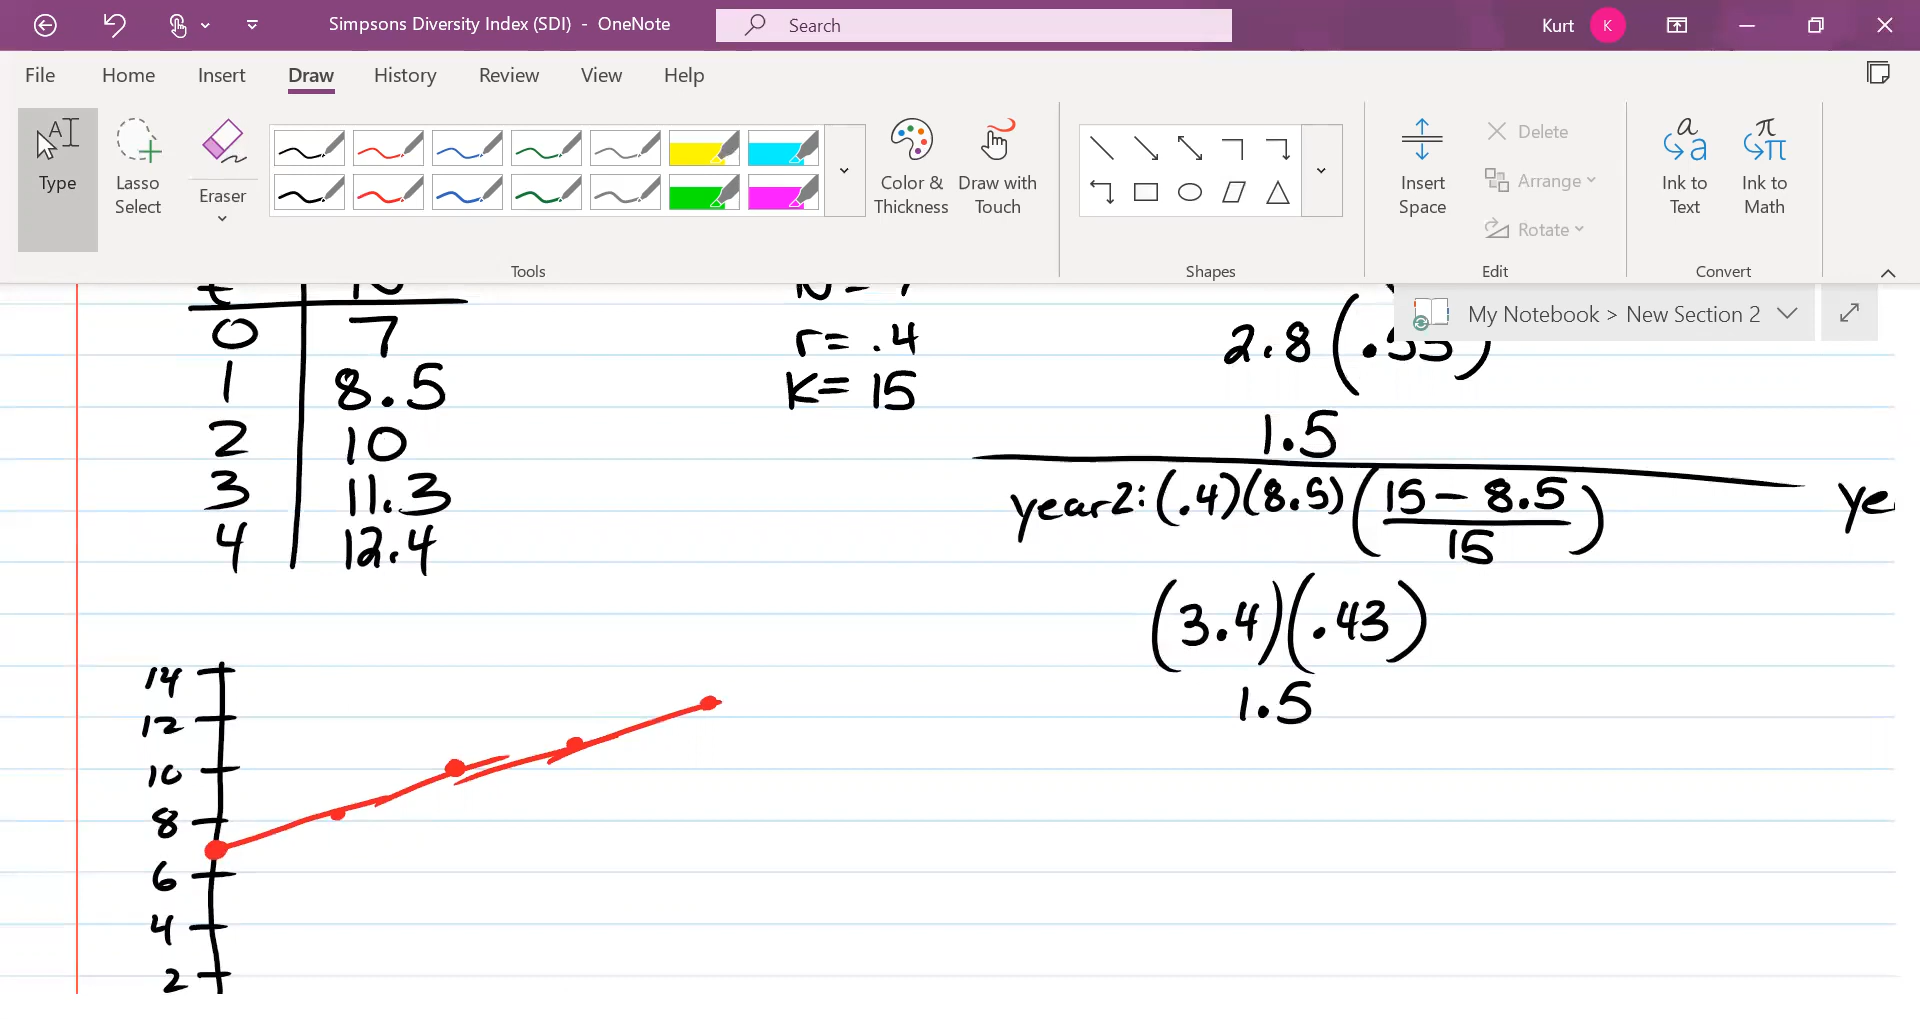 Simpsons Diversity Index (SDI) - OneNote
Search
Kurt K
File Home Insert Draw History Review View Help
Type
Lasso Select
Eraser
Color & Thickness
Draw with Touch
Insert Space
Delete
Arrange
Rotate
Ink to Text
Ink to Math
Tools Shapes Edit Convert
My Notebook > New Section 2
0 7
1 8.5
2 10
3 11.3
4 12.4
r = .4
K = 15
2.8 (.53)
1.5
year 2: (.4)(8.5)(15 - 8.5
15)
(3.4)(.43)
1.5
14
12
10
8
6
4
2